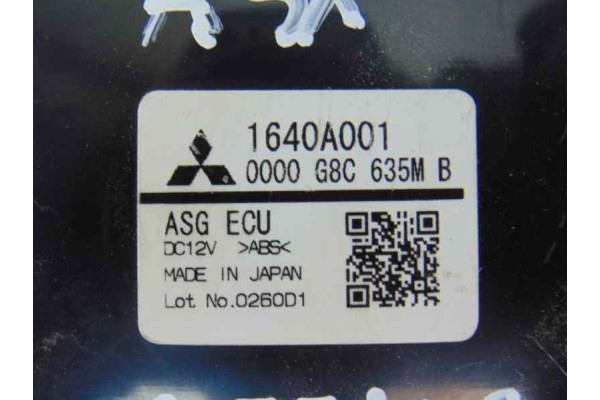 1640A001
0000 G8C 635M B
ASG ECU
DC12V >ABS<
MADE IN JAPAN
Lot No.0260D1